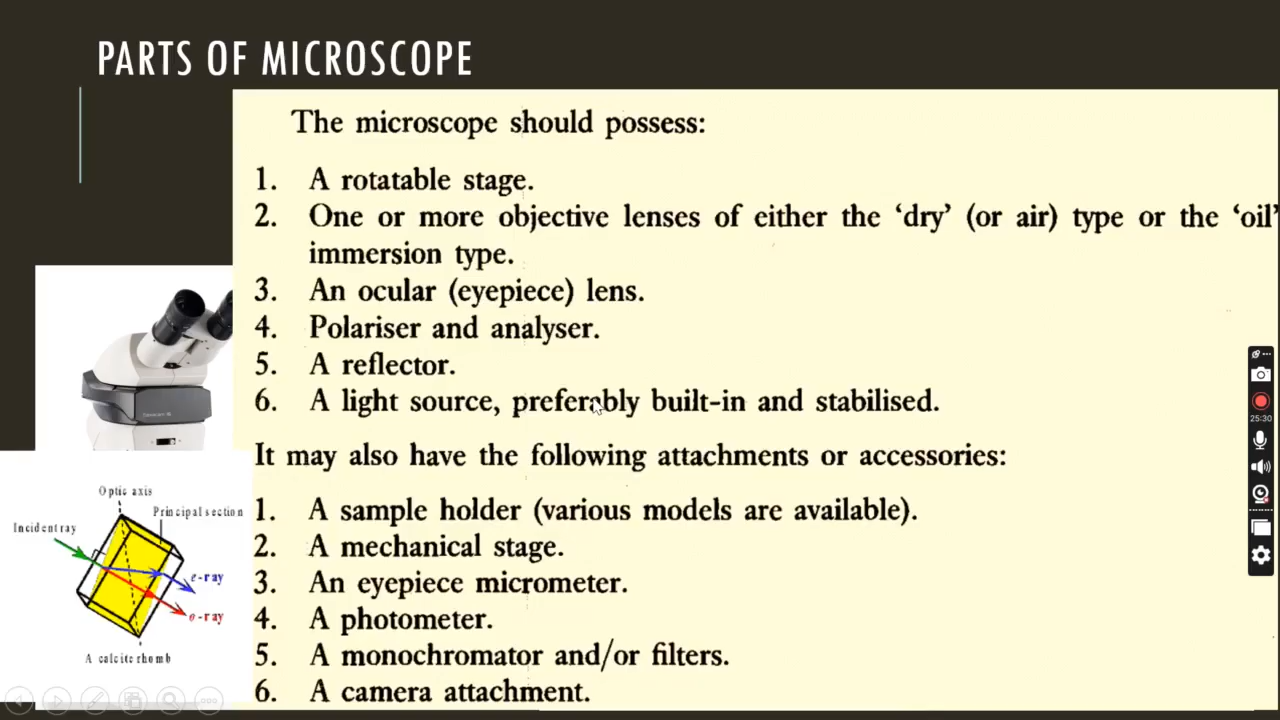 PARTS OF MICROSCOPE
The microscope should possess:
1. A rotatable stage.
2. One or more objective lenses of either the ‘dry’ (or air) type or the ‘oil’
immersion type.
3. An ocular (eyepiece) lens.
4. Polariser and analyser.
5. A reflector.
6. A light source, preferably built-in and stabilised.
It may also have the following attachments or accessories:
1. A sample holder (various models are available).
2. A mechanical stage.
3. An eyepiece micrometer.
4. A photometer.
5. A monochromator and/or filters.
6. A camera attachment.
Optic axis
Principal section
Incident ray
e-ray
o-ray
A calcite rhomb
25:30